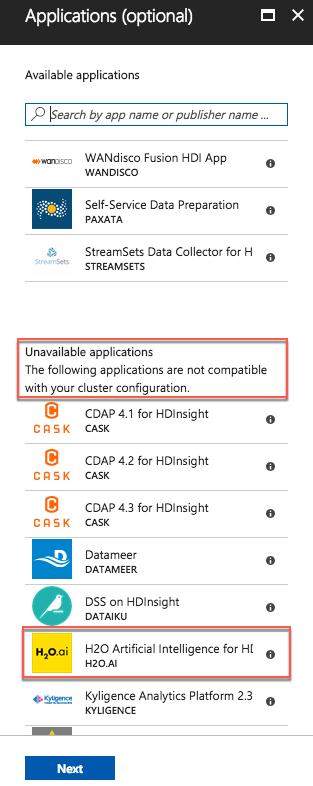 Applications (optional)
Available applications
Search by app name or publisher name ...
WANdisco
WANdisco Fusion HDI App
WANDISCO
Self-Service Data Preparation
PAXATA
StreamSets
StreamSets Data Collector for H
STREAMSETS
Unavailable applications
The following applications are not compatible
with your cluster configuration.
CASK
CDAP 4.1 for HDInsight
CASK
CASK
CDAP 4.2 for HDInsight
CASK
CASK
CDAP 4.3 for HDInsight
CASK
Datameer
DATAMEER
DSS on HDInsight
DATAIKU
H2O.ai
H2O Artificial Intelligence for HD
H2O.AI
Kyligence
Kyligence Analytics Platform 2.3
KYLIGENCE
Next